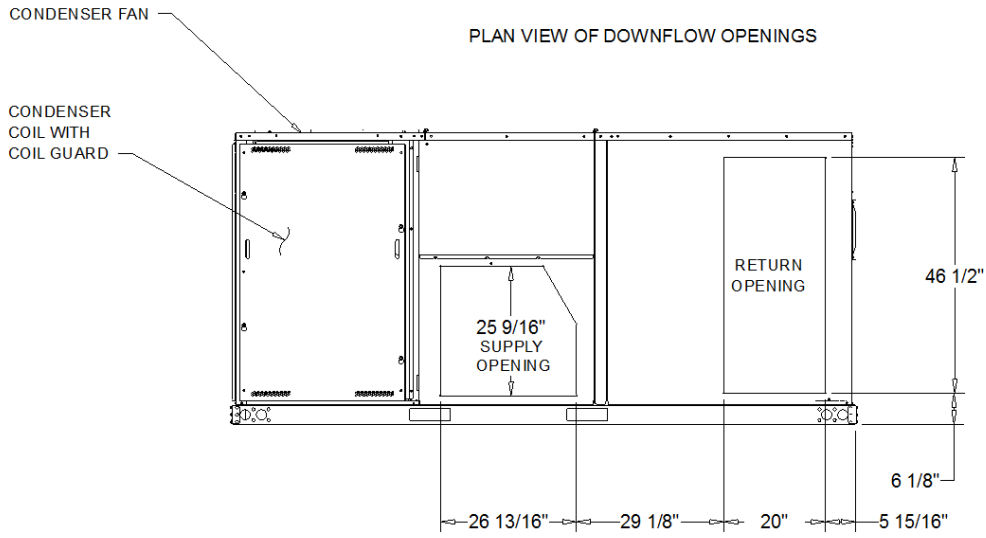 CONDENSER FAN
PLAN VIEW OF DOWNFLOW OPENINGS
CONDENSER
COIL WITH
COIL GUARD
RETURN
OPENING
46 1/2"
25 9/16"
SUPPLY
OPENING
6 1/8"
26 13/16"
29 1/8"
20"
5 15/16"